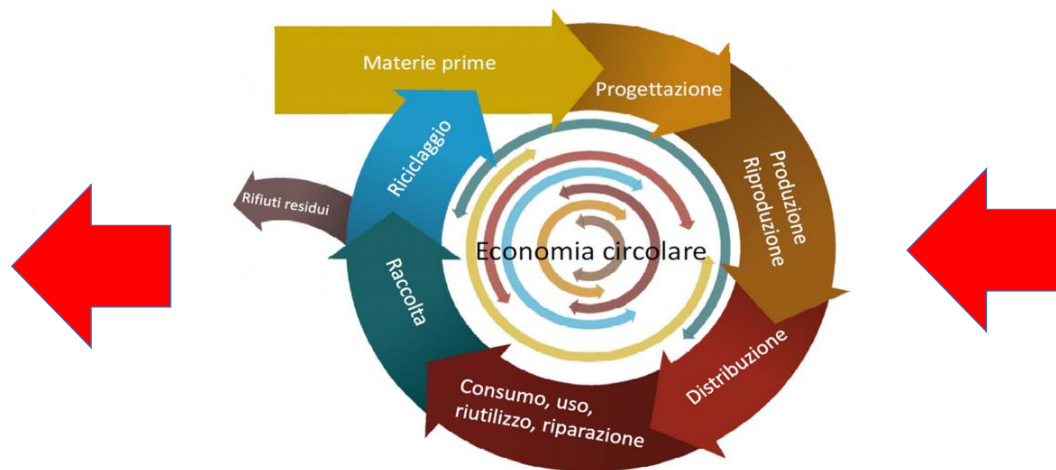 Materie prime
Progettazione
Produzione
Riproduzione
Distribuzione
Consumo, uso,
riutilizzo, riparazione
Raccolta
Riciclaggio
Rifiuti residui
Economia circolare